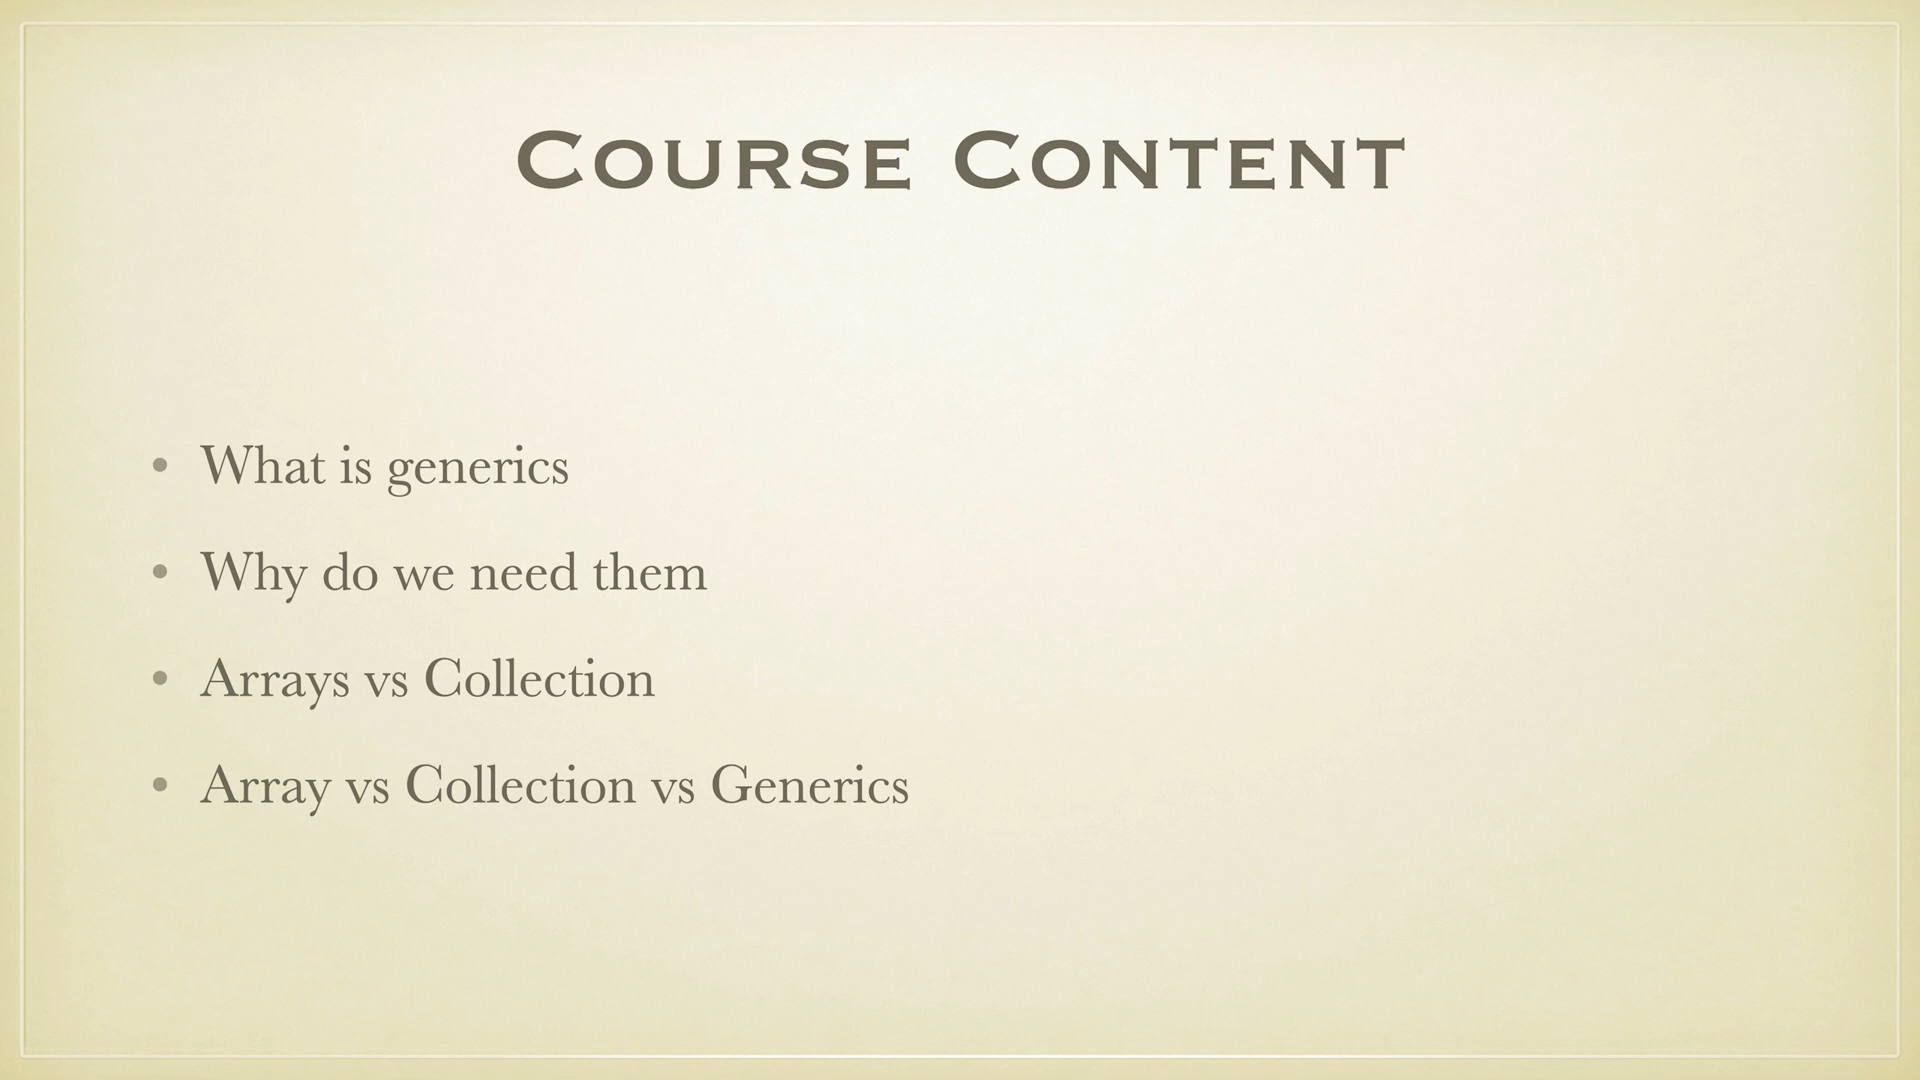 Course Content
• What is generics
• Why do we need them
• Arrays vs Collection
• Array vs Collection vs Generics